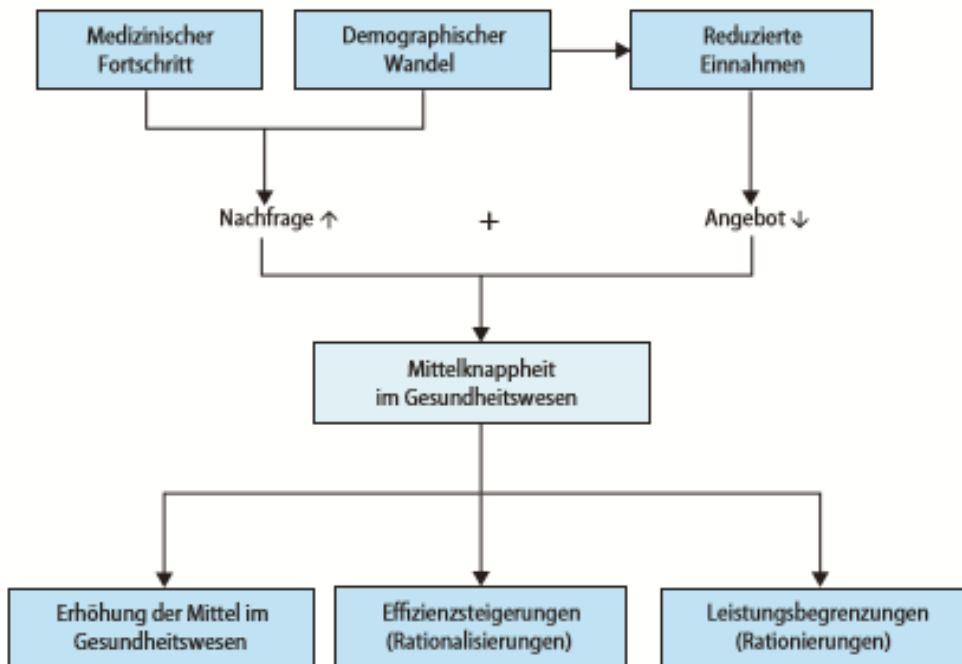 Medizinischer
Fortschritt
Demographischer
Wandel
Reduzierte
Einnahmen
Nachfrage ↑
+
Angebot ↓
Mittelknappheit
im Gesundheitswesen
Erhöhung der Mittel im
Gesundheitswesen
Effizienzsteigerungen
(Rationalisierungen)
Leistungsbegrenzungen
(Rationierungen)